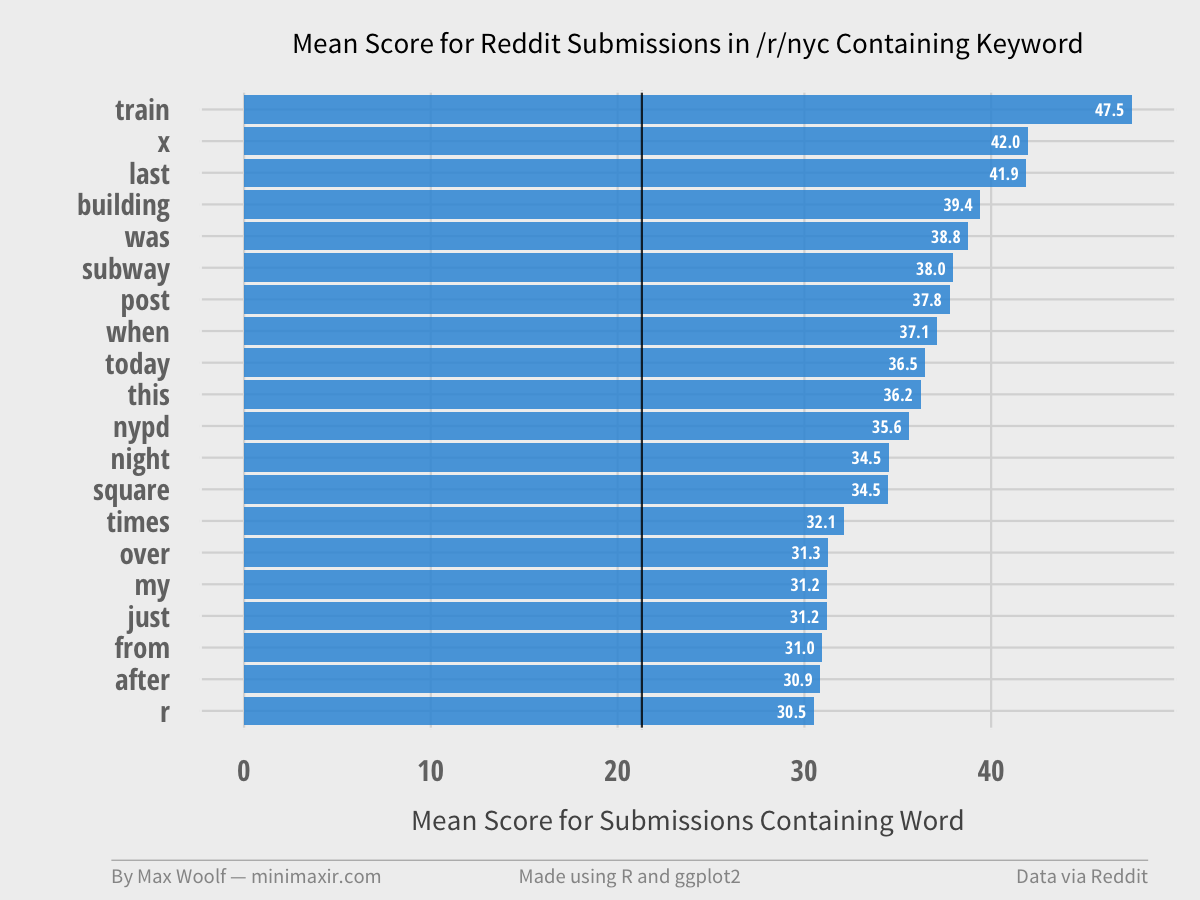 Mean Score for Reddit Submissions in /r/nyc Containing Keyword
train 47.5
x 42.0
last 41.9
building 39.4
was 38.8
subway 38.0
post 37.8
when 37.1
today 36.5
this 36.2
nypd 35.6
night 34.5
square 34.5
times 32.1
over 31.3
my 31.2
just 31.2
from 31.0
after 30.9
r 30.5
0 10 20 30 40
Mean Score for Submissions Containing Word
By Max Woolf — minimaxir.com Made using R and ggplot2 Data via Reddit